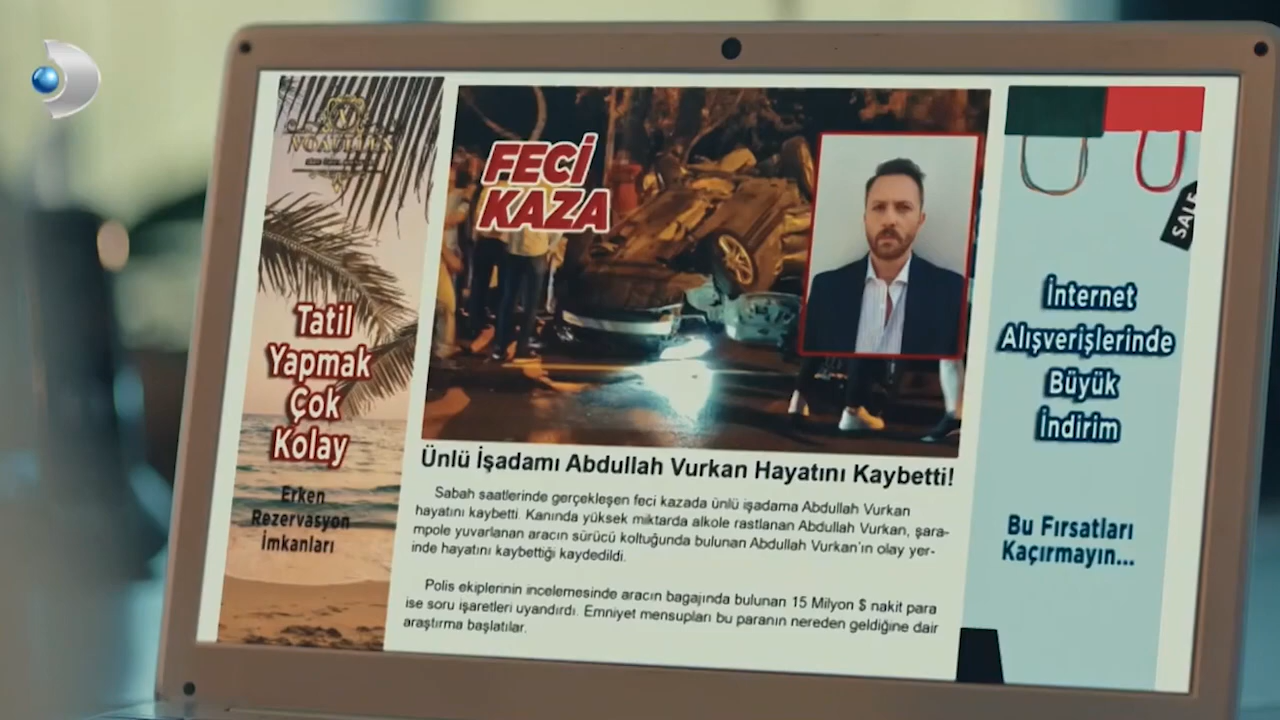 FECİ
KAZA
SALE
Tatil
Yapmak
Çok
Kolay
Erken
Rezervasyon
İmkanları
Ünlü İşadamı Abdullah Vurkan Hayatını Kaybetti!
Sabah saatlerinde gerçekleşen feci kazada ünlü işadama Abdullah Vurkan
hayatını kaybetti. Kanında yüksek miktarda alkole rastlanan Abdullah Vurkan, şara-
mpole yuvarlanan aracın sürücü koltuğunda bulunan Abdullah Vurkan'ın olay yer-
inde hayatını kaybettiği kaydedildi.
Polis ekiplerinin incelemesinde aracın bagajında bulunan 15 Milyon $ nakit para
ise soru işaretleri uyandırdı. Emniyet mensupları bu paranın nereden geldiğine dair
araştırma başlatılar.
İnternet
Alışverişlerinde
Büyük
İndirim
Bu Fırsatları
Kaçırmayın...